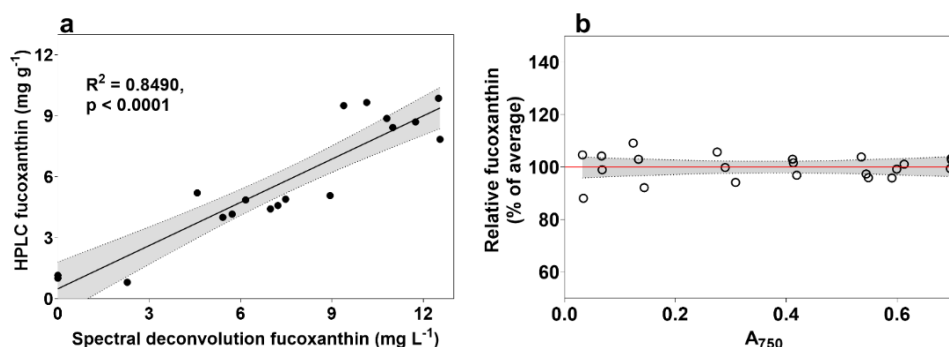 a
HPLC fucoxanthin (mg g⁻¹)
12
9
6
3
0
R² = 0.8490,
p < 0.0001
0 3 6 9 12
Spectral deconvolution fucoxanthin (mg L⁻¹)
b
Relative fucoxanthin
(% of average)
140
120
100
80
60
0.0 0.2 0.4 0.6
A₇₅₀